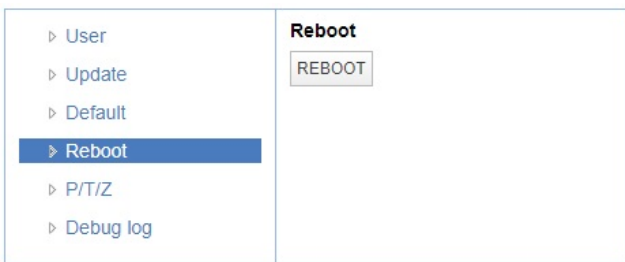 User
Update
Default
Reboot
P/T/Z
Debug log
Reboot
REBOOT